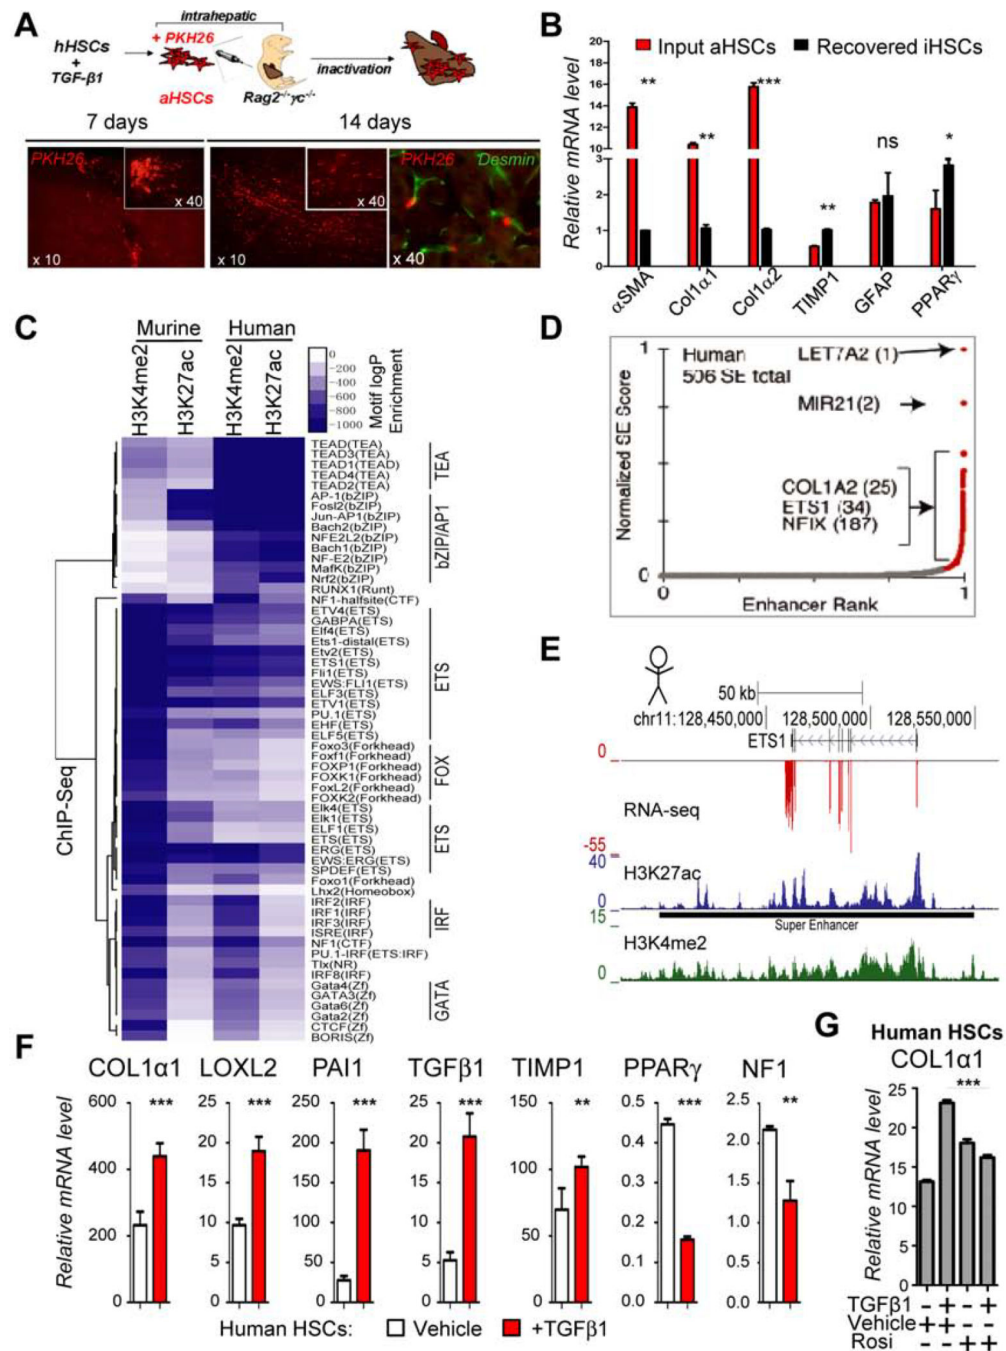 A
intrahepatic
+ PKH26
hHSCs
+
TGF-β1
aHSCs
Rag2-/-γc-/-
inactivation
7 days
14 days
PKH26
x 40
x 10
x 40
x 10
PKH26
Desmin
x 40
B
Input aHSCs
Recovered iHSCs
Relative mRNA level
20
18
16
14
12
10
3
2
1
0
**
**
***
**
ns
*
αSMA
Col1α1
Col1α2
TIMP1
GFAP
PPARγ
C
Murine
Human
H3K4me2
H3K27ac
H3K4me2
H3K27ac
0
-200
-400
-600
-800
-1000
Motif logP
Enrichment
ChIP-Seq
TEAD(TEA)
TEAD3(TEA)
TEAD1(TEAD)
TEAD4(TEA)
TEAD2(TEA)
AP-1(bZIP)
Fosl2(bZIP)
Jun-AP1(bZIP)
Bach2(bZIP)
NFE2L2(bZIP)
Bach1(bZIP)
NF-E2(bZIP)
MafK(bZIP)
Nrf2(bZIP)
RUNX1(Runt)
NF1-halfsite(CTF)
ETV4(ETS)
GABPA(ETS)
Elf4(ETS)
Ets1-distal(ETS)
Etv2(ETS)
ETS1(ETS)
Fli1(ETS)
EWS:FLI1(ETS)
ELF3(ETS)
ETV1(ETS)
PU.1(ETS)
EHF(ETS)
ELF5(ETS)
Foxo3(Forkhead)
Foxf1(Forkhead)
FOXP1(Forkhead)
FOXK1(Forkhead)
FoxL2(Forkhead)
FOXK2(Forkhead)
Elk4(ETS)
Elk1(ETS)
ELF1(ETS)
ETS(ETS)
ERG(ETS)
EWS:ERG(ETS)
SPDEF(ETS)
Foxo1(Forkhead)
Lhx2(Homeobox)
IRF2(IRF)
IRF1(IRF)
IRF3(IRF)
ISRE(IRF)
NF1(CTF)
PU.1-IRF(ETS:IRF)
Tlx(NR)
IRF8(IRF)
Gata4(Zf)
GATA3(Zf)
Gata6(Zf)
Gata2(Zf)
CTCF(Zf)
BORIS(Zf)
TEA
bZIP/AP1
ETS
FOX
ETS
IRF
GATA
D
Normalized SE Score
1
0
Human
506 SE total
LET7A2 (1)
MIR21(2)
COL1A2 (25)
ETS1 (34)
NFIX (187)
0
1
Enhancer Rank
E
50 kb
chr11: 128,450,000
128,500,000
128,550,000
ETS1
0
RNA-seq
-55
40
H3K27ac
0
Super Enhancer
15
H3K4me2
0
F
Relative mRNA level
COL1α1
600
400
200
0
***
LOXL2
25
20
15
10
5
0
***
PAI1
250
200
150
100
50
0
***
TGFβ1
25
20
15
10
5
0
***
TIMP1
150
100
50
0
**
PPARγ
0.5
0.4
0.3
0.2
0.1
0.0
***
NF1
2.5
2.0
1.5
1.0
0.5
0.0
**
Human HSCs:
Vehicle
+TGFβ1
G
Human HSCs
COL1α1
***
Relative mRNA level
25
20
15
10
5
0
TGFβ1 - + - +
Vehicle + + - -
Rosi - - + +